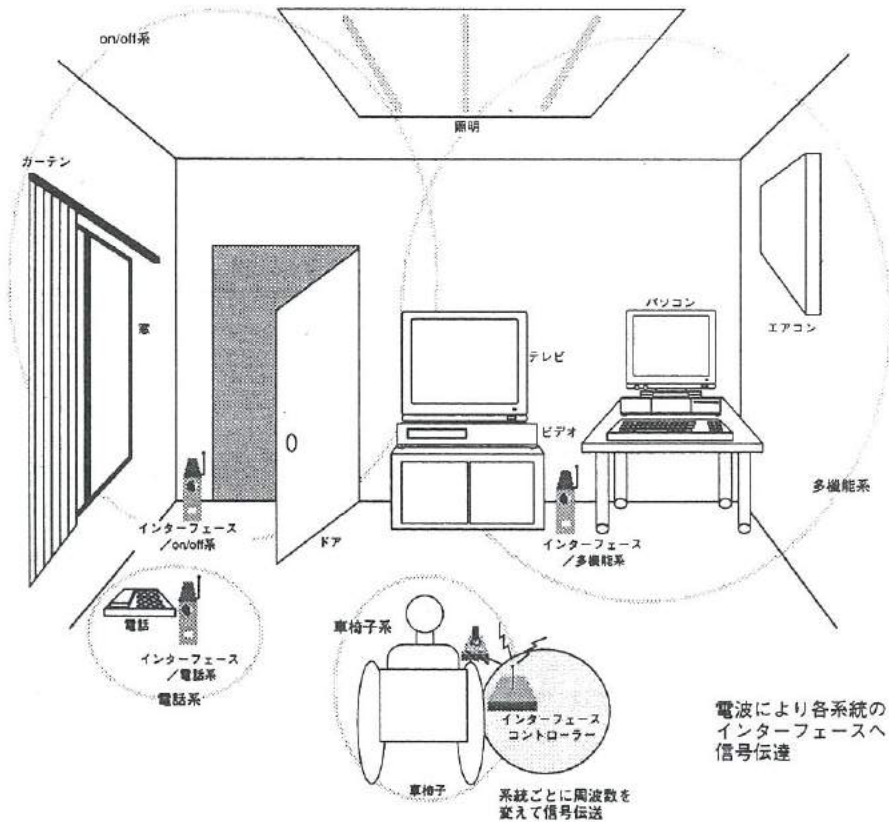 on/off系
照明
カーテン
窓
パソコン
エアコン
テレビ
ビデオ
多機能系
インターフェース
／on/off系
ドア
インターフェース
／多機能系
電話
インターフェース
／電話系
電話系
車椅子系
インターフェース
コントローラー
車椅子
系統ごとに周波数を
変えて信号伝送
電波により各系統の
インターフェースへ
信号伝達